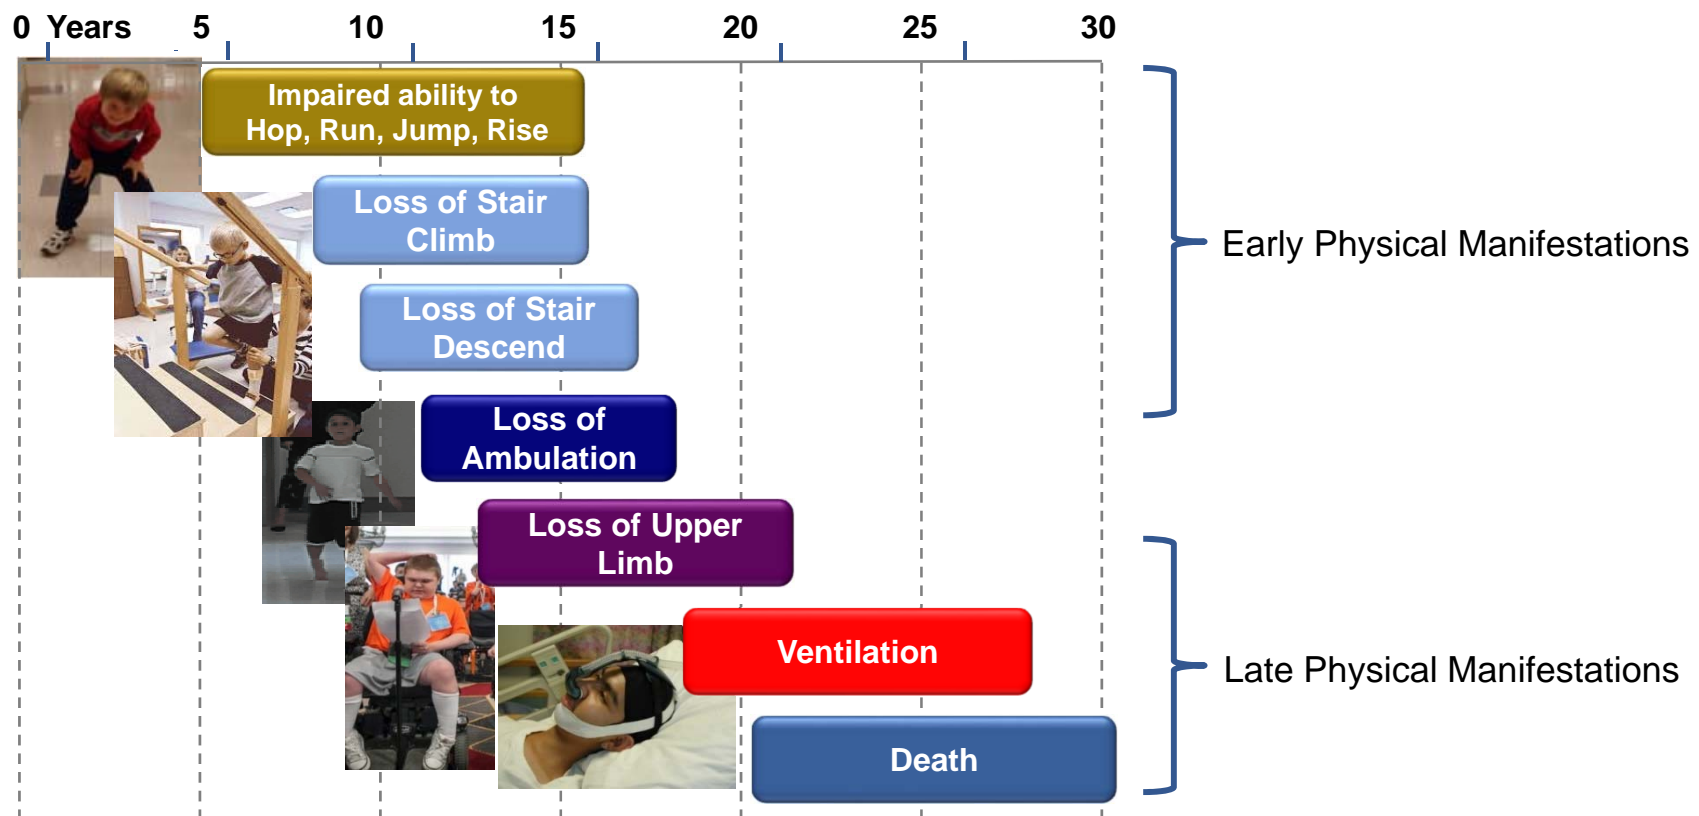 0 Years 5 10 15 20 25 30
Impaired ability to
Hop, Run, Jump, Rise
Loss of Stair
Climb
Loss of Stair
Descend
Loss of
Ambulation
Early Physical Manifestations
Loss of Upper
Limb
Ventilation
Death
Late Physical Manifestations